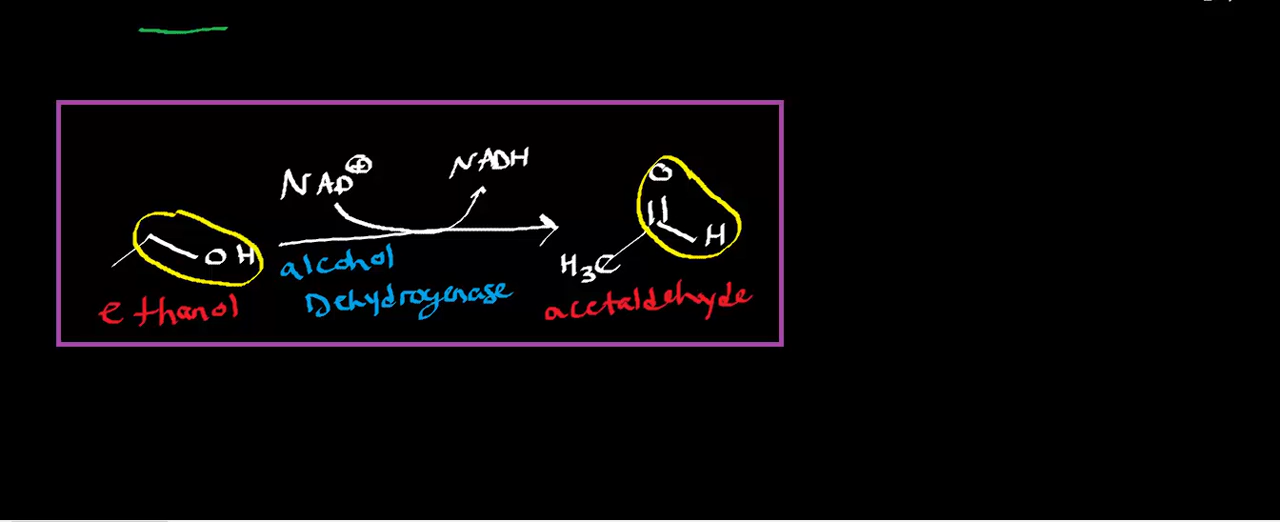 NAD⊕
NADH
OH
O
H
H3C
alcohol
Dehydrogenase
ethanol
acetaldehyde